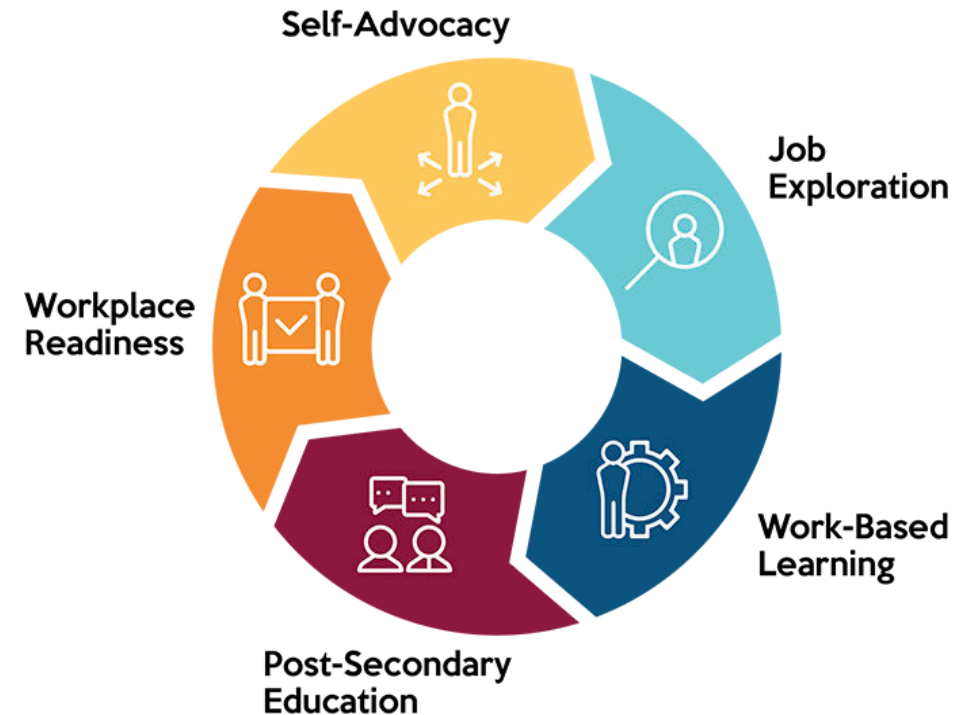 Self-Advocacy
Job
Exploration
Workplace
Readiness
Work-Based
Learning
Post-Secondary
Education